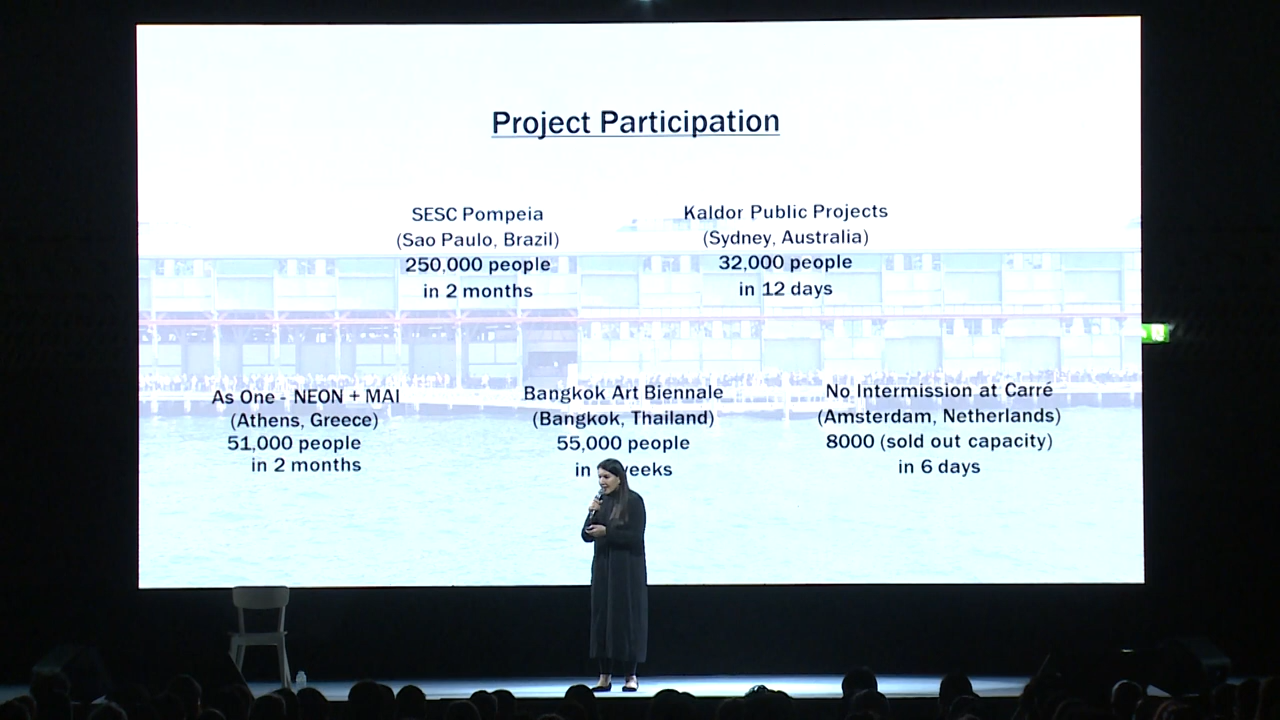 Project Participation
SESC Pompeia
(Sao Paulo, Brazil)
250,000 people
in 2 months
Kaldor Public Projects
(Sydney, Australia)
32,000 people
in 12 days
As One - NEON + MAI
(Athens, Greece)
51,000 people
in 2 months
Bangkok Art Biennale
(Bangkok, Thailand)
55,000 people
in
No Intermission at Carré
(Amsterdam, Netherlands)
8000 (sold out capacity)
in 6 days